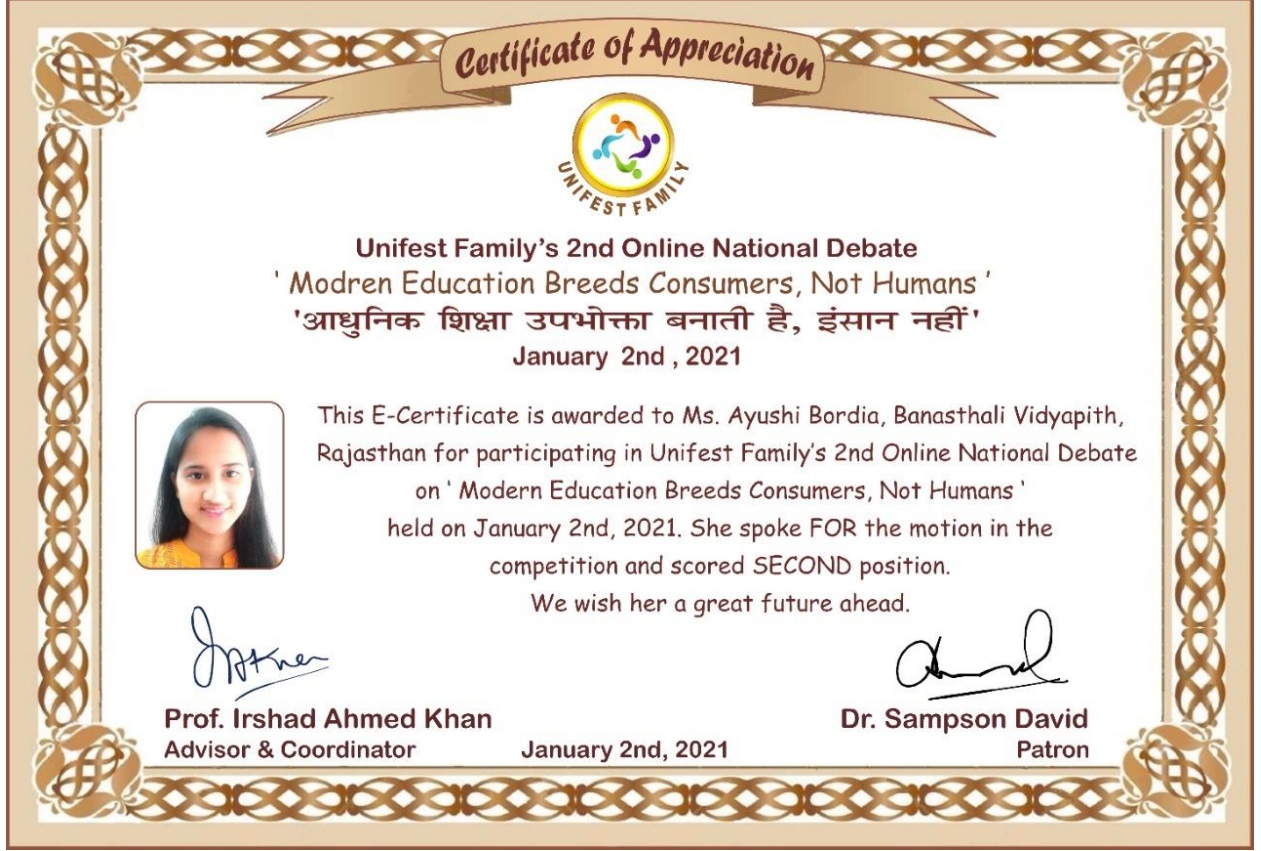 Certificate of Appreciation
UNIFEST FAMILY
Unifest Family's 2nd Online National Debate
' Modren Education Breeds Consumers, Not Humans '
'आधुनिक शिक्षा उपभोक्ता बनाती है, इंसान नहीं'
January 2nd , 2021
This E-Certificate is awarded to Ms. Ayushi Bordia, Banasthali Vidyapith,
Rajasthan for participating in Unifest Family's 2nd Online National Debate
on ' Modern Education Breeds Consumers, Not Humans '
held on January 2nd, 2021. She spoke FOR the motion in the
competition and scored SECOND position.
We wish her a great future ahead.
Prof. Irshad Ahmed Khan
Dr. Sampson David
Advisor & Coordinator
January 2nd, 2021
Patron